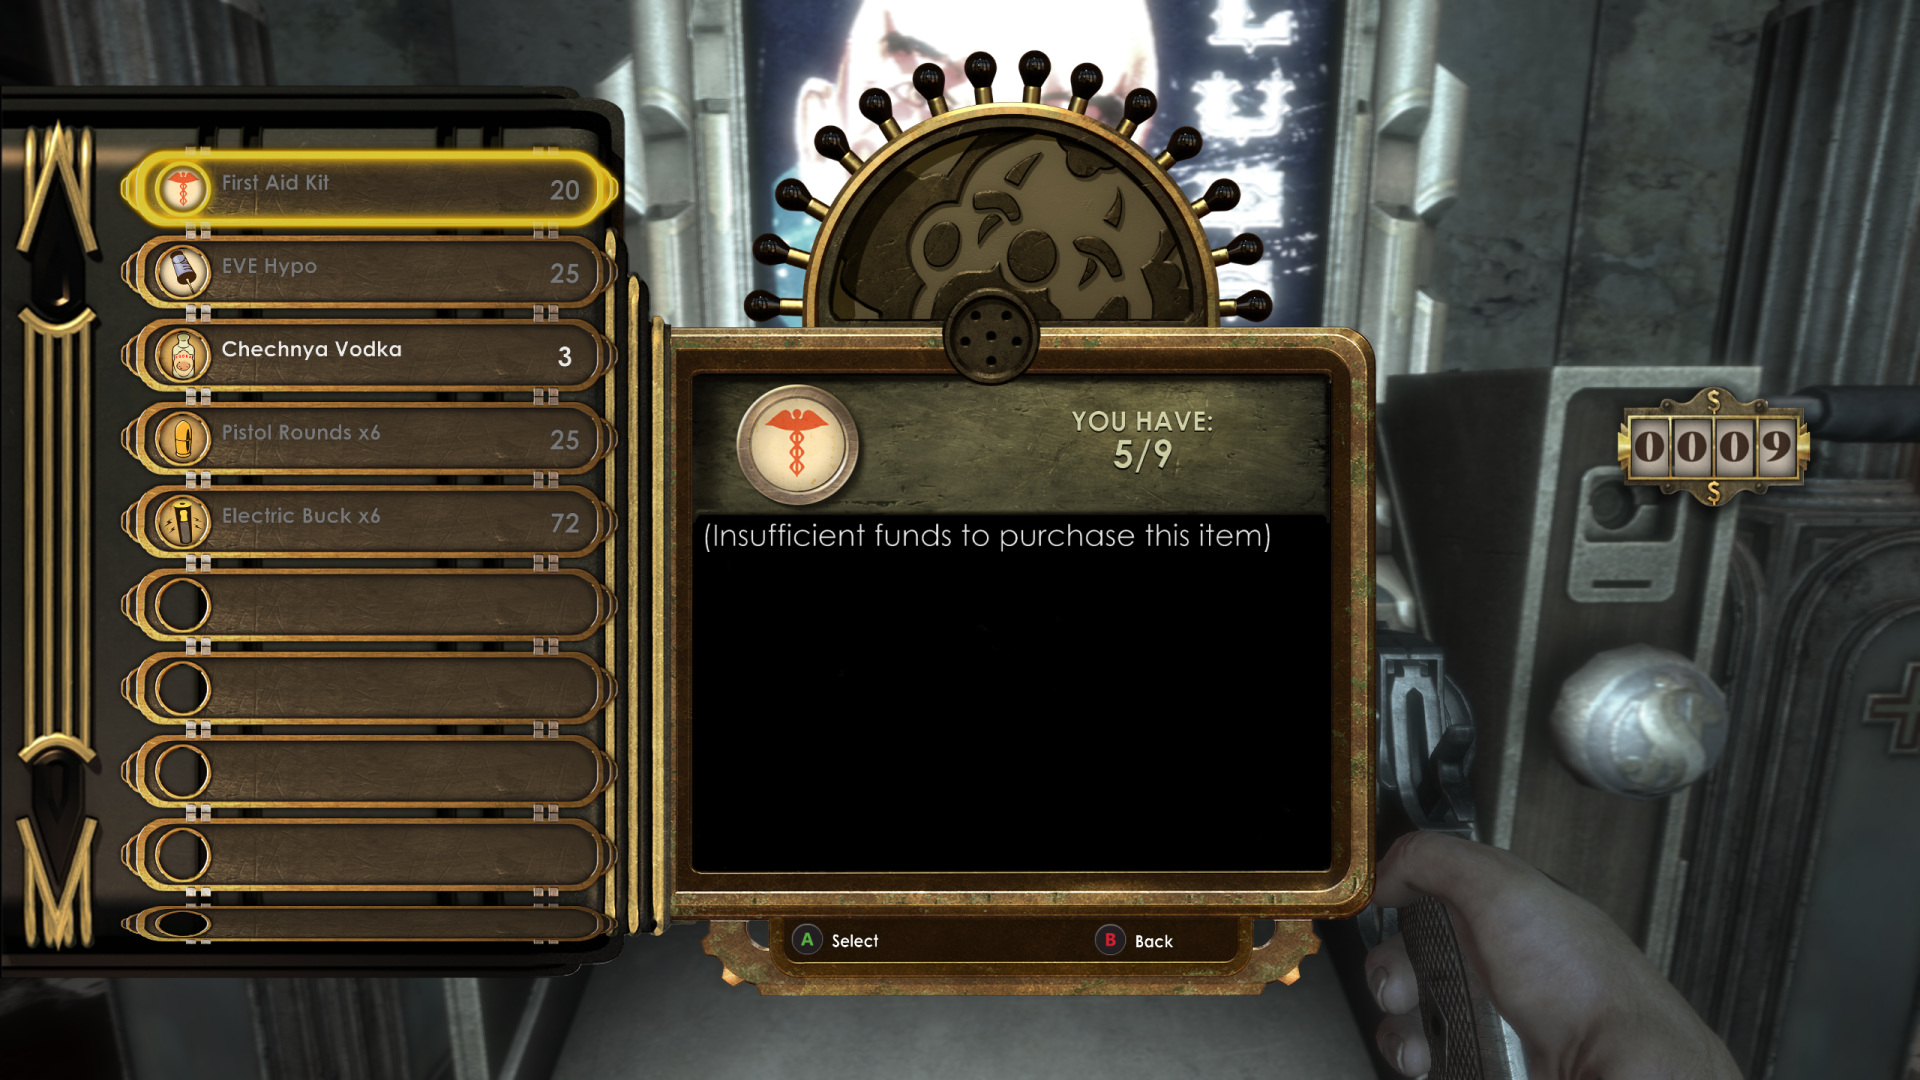 First Aid Kit 20
EVE Hypo 25
Chechnya Vodka 3
Pistol Rounds x6 25
Electric Buck x6 72
YOU HAVE:
5/9
(Insufficient funds to purchase this item)
$
0009
$
A Select
B Back